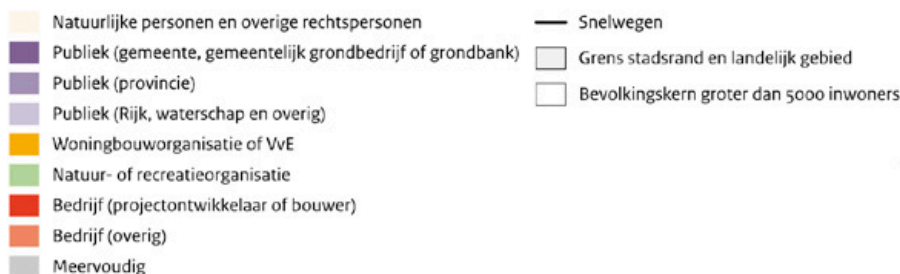 Natuurlijke personen en overige rechtspersonen
Publiek (gemeente, gemeentelijk grondbedrijf of grondbank)
Publiek (provincie)
Publiek (Rijk, waterschap en overig)
Woningbouworganisatie of VvE
Natuur- of recreatieorganisatie
Bedrijf (projectontwikkelaar of bouwer)
Bedrijf (overig)
Meervoudig
Snelwegen
Grens stadsrand en landelijk gebied
Bevolkingskern groter dan 5000 inwoners